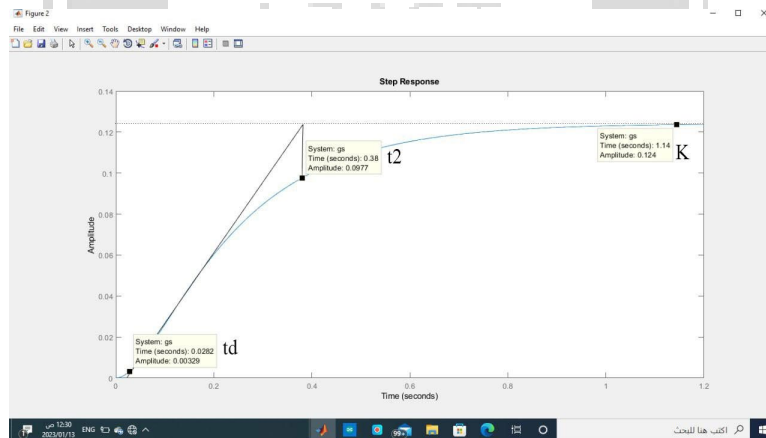 Figure 2
File Edit View Insert Tools Desktop Window Help
Step Response
0.14
0.12
0.1
0.08
0.06
0.04
0.02
0
Amplitude
System: gs
Time (seconds): 0.38
Amplitude: 0.0977
t2
System: gs
Time (seconds): 1.14
Amplitude: 0.124
K
System: gs
Time (seconds): 0.0282
Amplitude: 0.00329
td
0 0.2 0.4 0.6 0.8 1 1.2
Time (seconds)
12:30 ص
2023/01/13
ENG
99+
اكتب هنا للبحث